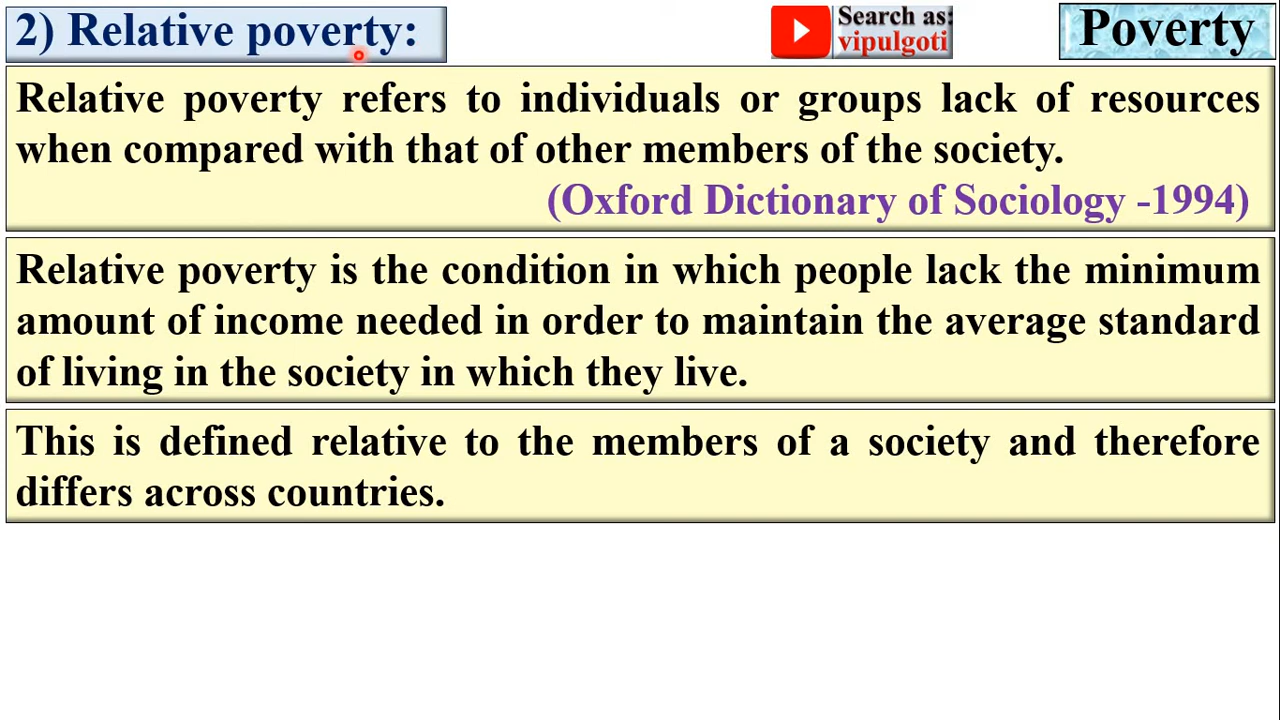 2) Relative poverty:
Search as:
vipulgoti
Poverty
Relative poverty refers to individuals or groups lack of resources
when compared with that of other members of the society.
(Oxford Dictionary of Sociology -1994)
Relative poverty is the condition in which people lack the minimum
amount of income needed in order to maintain the average standard
of living in the society in which they live.
This is defined relative to the members of a society and therefore
differs across countries.